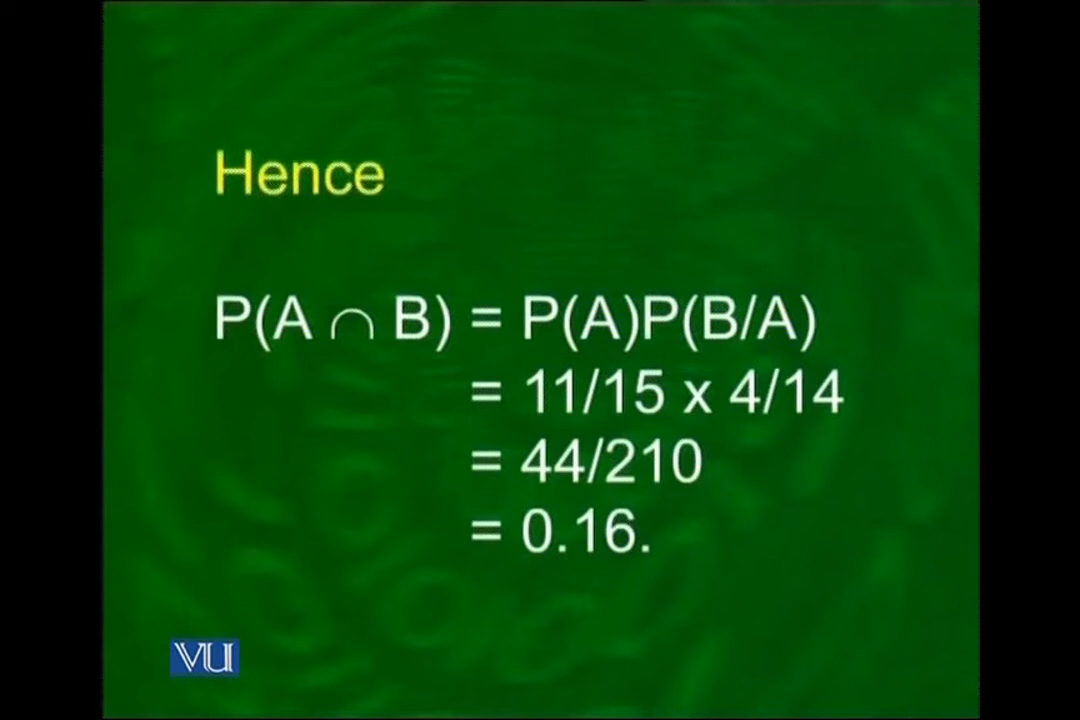 Hence
P(A ∩ B) = P(A)P(B/A)
= 11/15 x 4/14
= 44/210
= 0.16.
VU